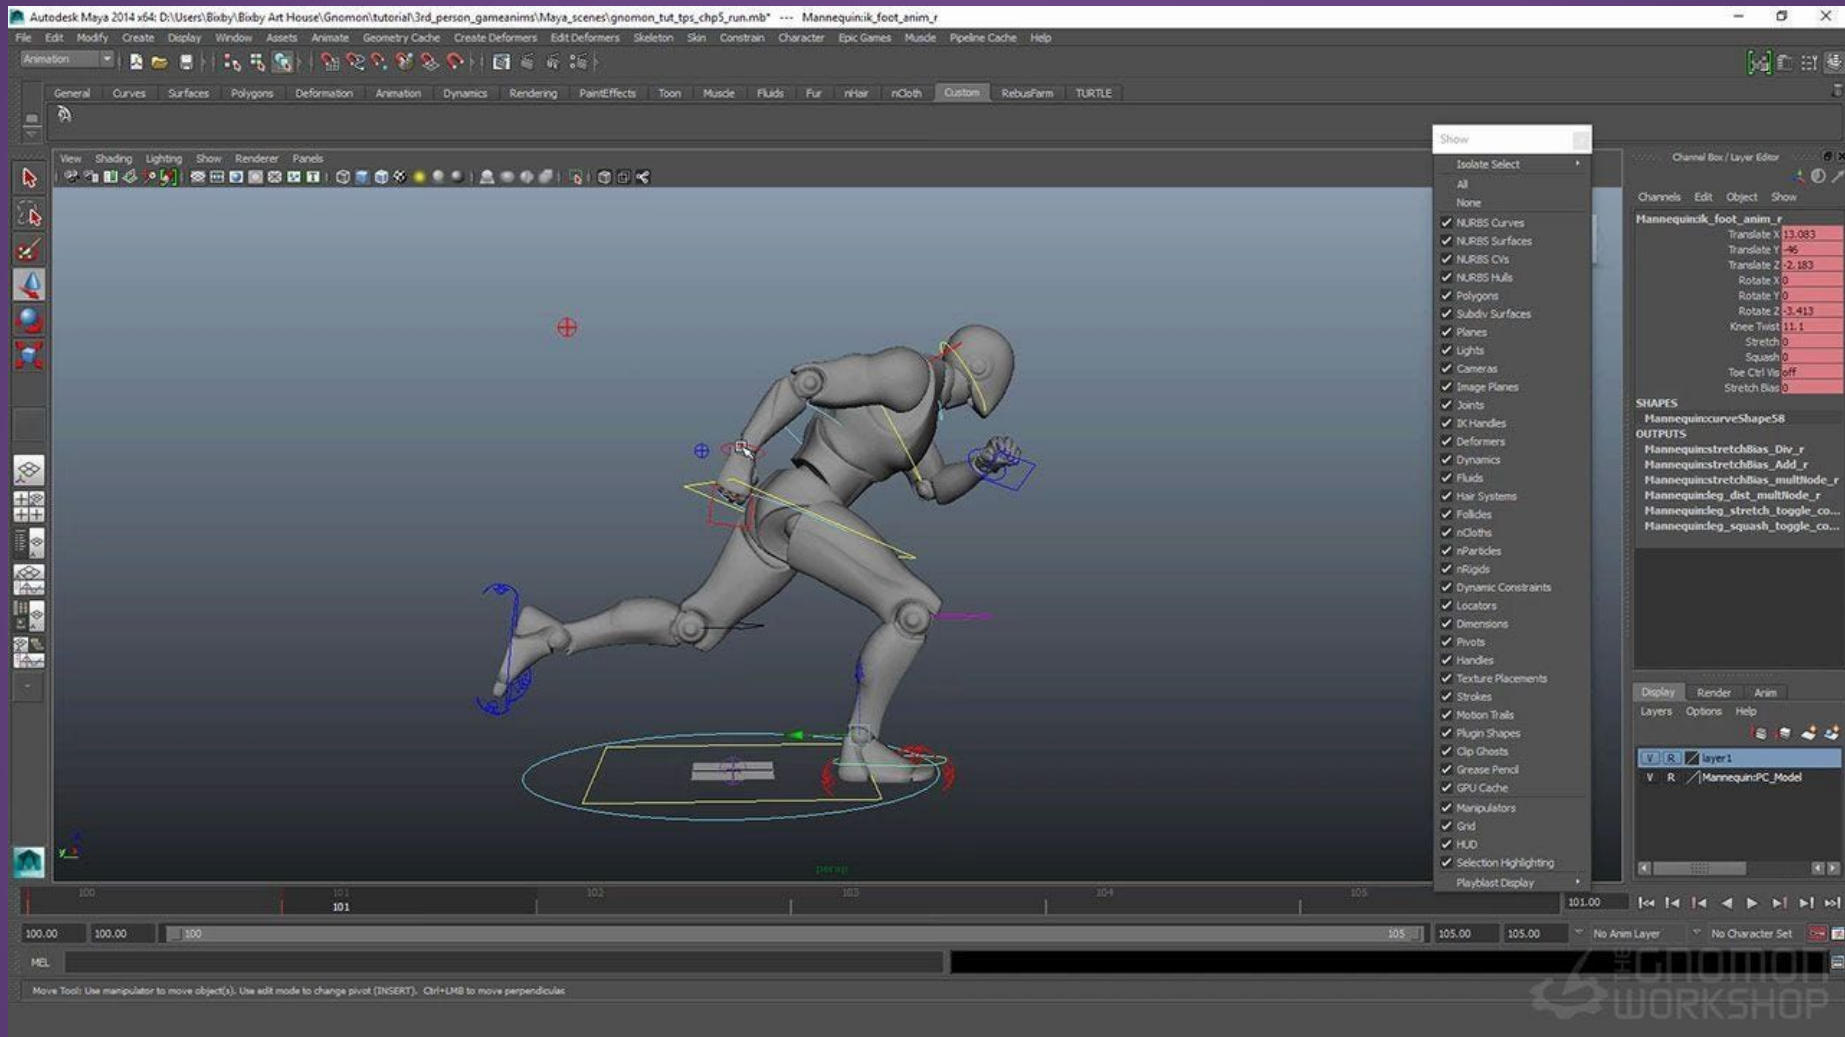 Autodesk Maya 2014 x64: D:\Users\Bixby\Bixby Art House\Gnomon\tutorial\3rd_person_gameanims\Maya_scenes\gnomon_tut_tps_chp5_run.mb* --- Mannequin:ik_foot_anim_r
File Edit Modify Create Display Window Assets Animate Geometry Cache Create Deformers Edit Deformers Skeleton Skin Constrain Character Epic Games Muscle Pipeline Cache Help
Animation
General Curves Surfaces Polygons Deformation Animation Dynamics Rendering PaintEffects Toon Muscle Fluids Fur nHair nCloth Custom RebusFarm TURTLE
View Shading Lighting Show Renderer Panels
Show
Isolate Select
All
None
NURBS Curves
NURBS Surfaces
NURBS CVs
NURBS Hulls
Polygons
Subdiv Surfaces
Planes
Lights
Cameras
Image Planes
Joints
IK Handles
Deformers
Dynamics
Fluids
Hair Systems
Follicles
nCloths
nParticles
nRigids
Dynamic Constraints
Locators
Dimensions
Pivots
Handles
Texture Placements
Strokes
Motion Trails
Plugin Shapes
Clip Ghosts
Grease Pencil
GPU Cache
Manipulators
Grid
HUD
Selection Highlighting
Playblast Display
Channel Box / Layer Editor
Channels Edit Object Show
Mannequin:ik_foot_anim_r
Translate X 13.083
Translate Y -46
Translate Z -2.183
Rotate X 0
Rotate Y 0
Rotate Z -3.413
Knee Twist 11.1
Stretch 0
Squash 0
Toe Ctrl Vis off
Stretch Bias 0
SHAPES
Mannequin:curveShape58
OUTPUTS
Mannequin:stretchBias_Div_r
Mannequin:stretchBias_Add_r
Mannequin:stretchBias_multNode_r
Mannequin:leg_dist_multNode_r
Mannequin:leg_stretch_toggle_co...
Mannequin:leg_squash_toggle_co...
Display Render Anim
Layers Options Help
V R layer1
V R Mannequin:PC_Model
y
persp
100 101 102 103 104 105
101
101.00
100.00 100.00 100 105 105.00 105.00 No Anim Layer No Character Set
MEL
Move Tool: Use manipulator to move object(s). Use edit mode to change pivot (INSERT). Ctrl+LMB to move perpendicular.
THE GNOMON
WORKSHOP